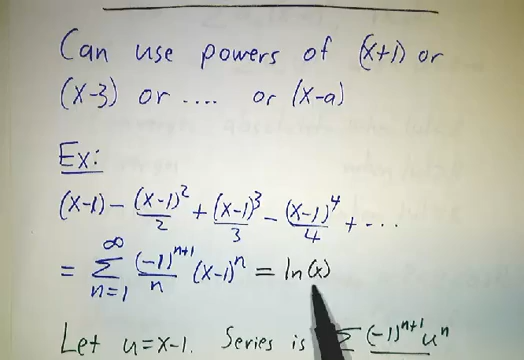 Can use powers of (x+1) or
(x-3) or .... or (x-a)
Ex:
(x-1) - (x-1)²/2 + (x-1)³/3 - (x-1)⁴/4 + ...
= ∑_{n=1}^{∞} (-1)^{n+1}/n (x-1)^n = ln(x)
Let u=x-1. Series is ∑ (-1)^{n+1} u^n